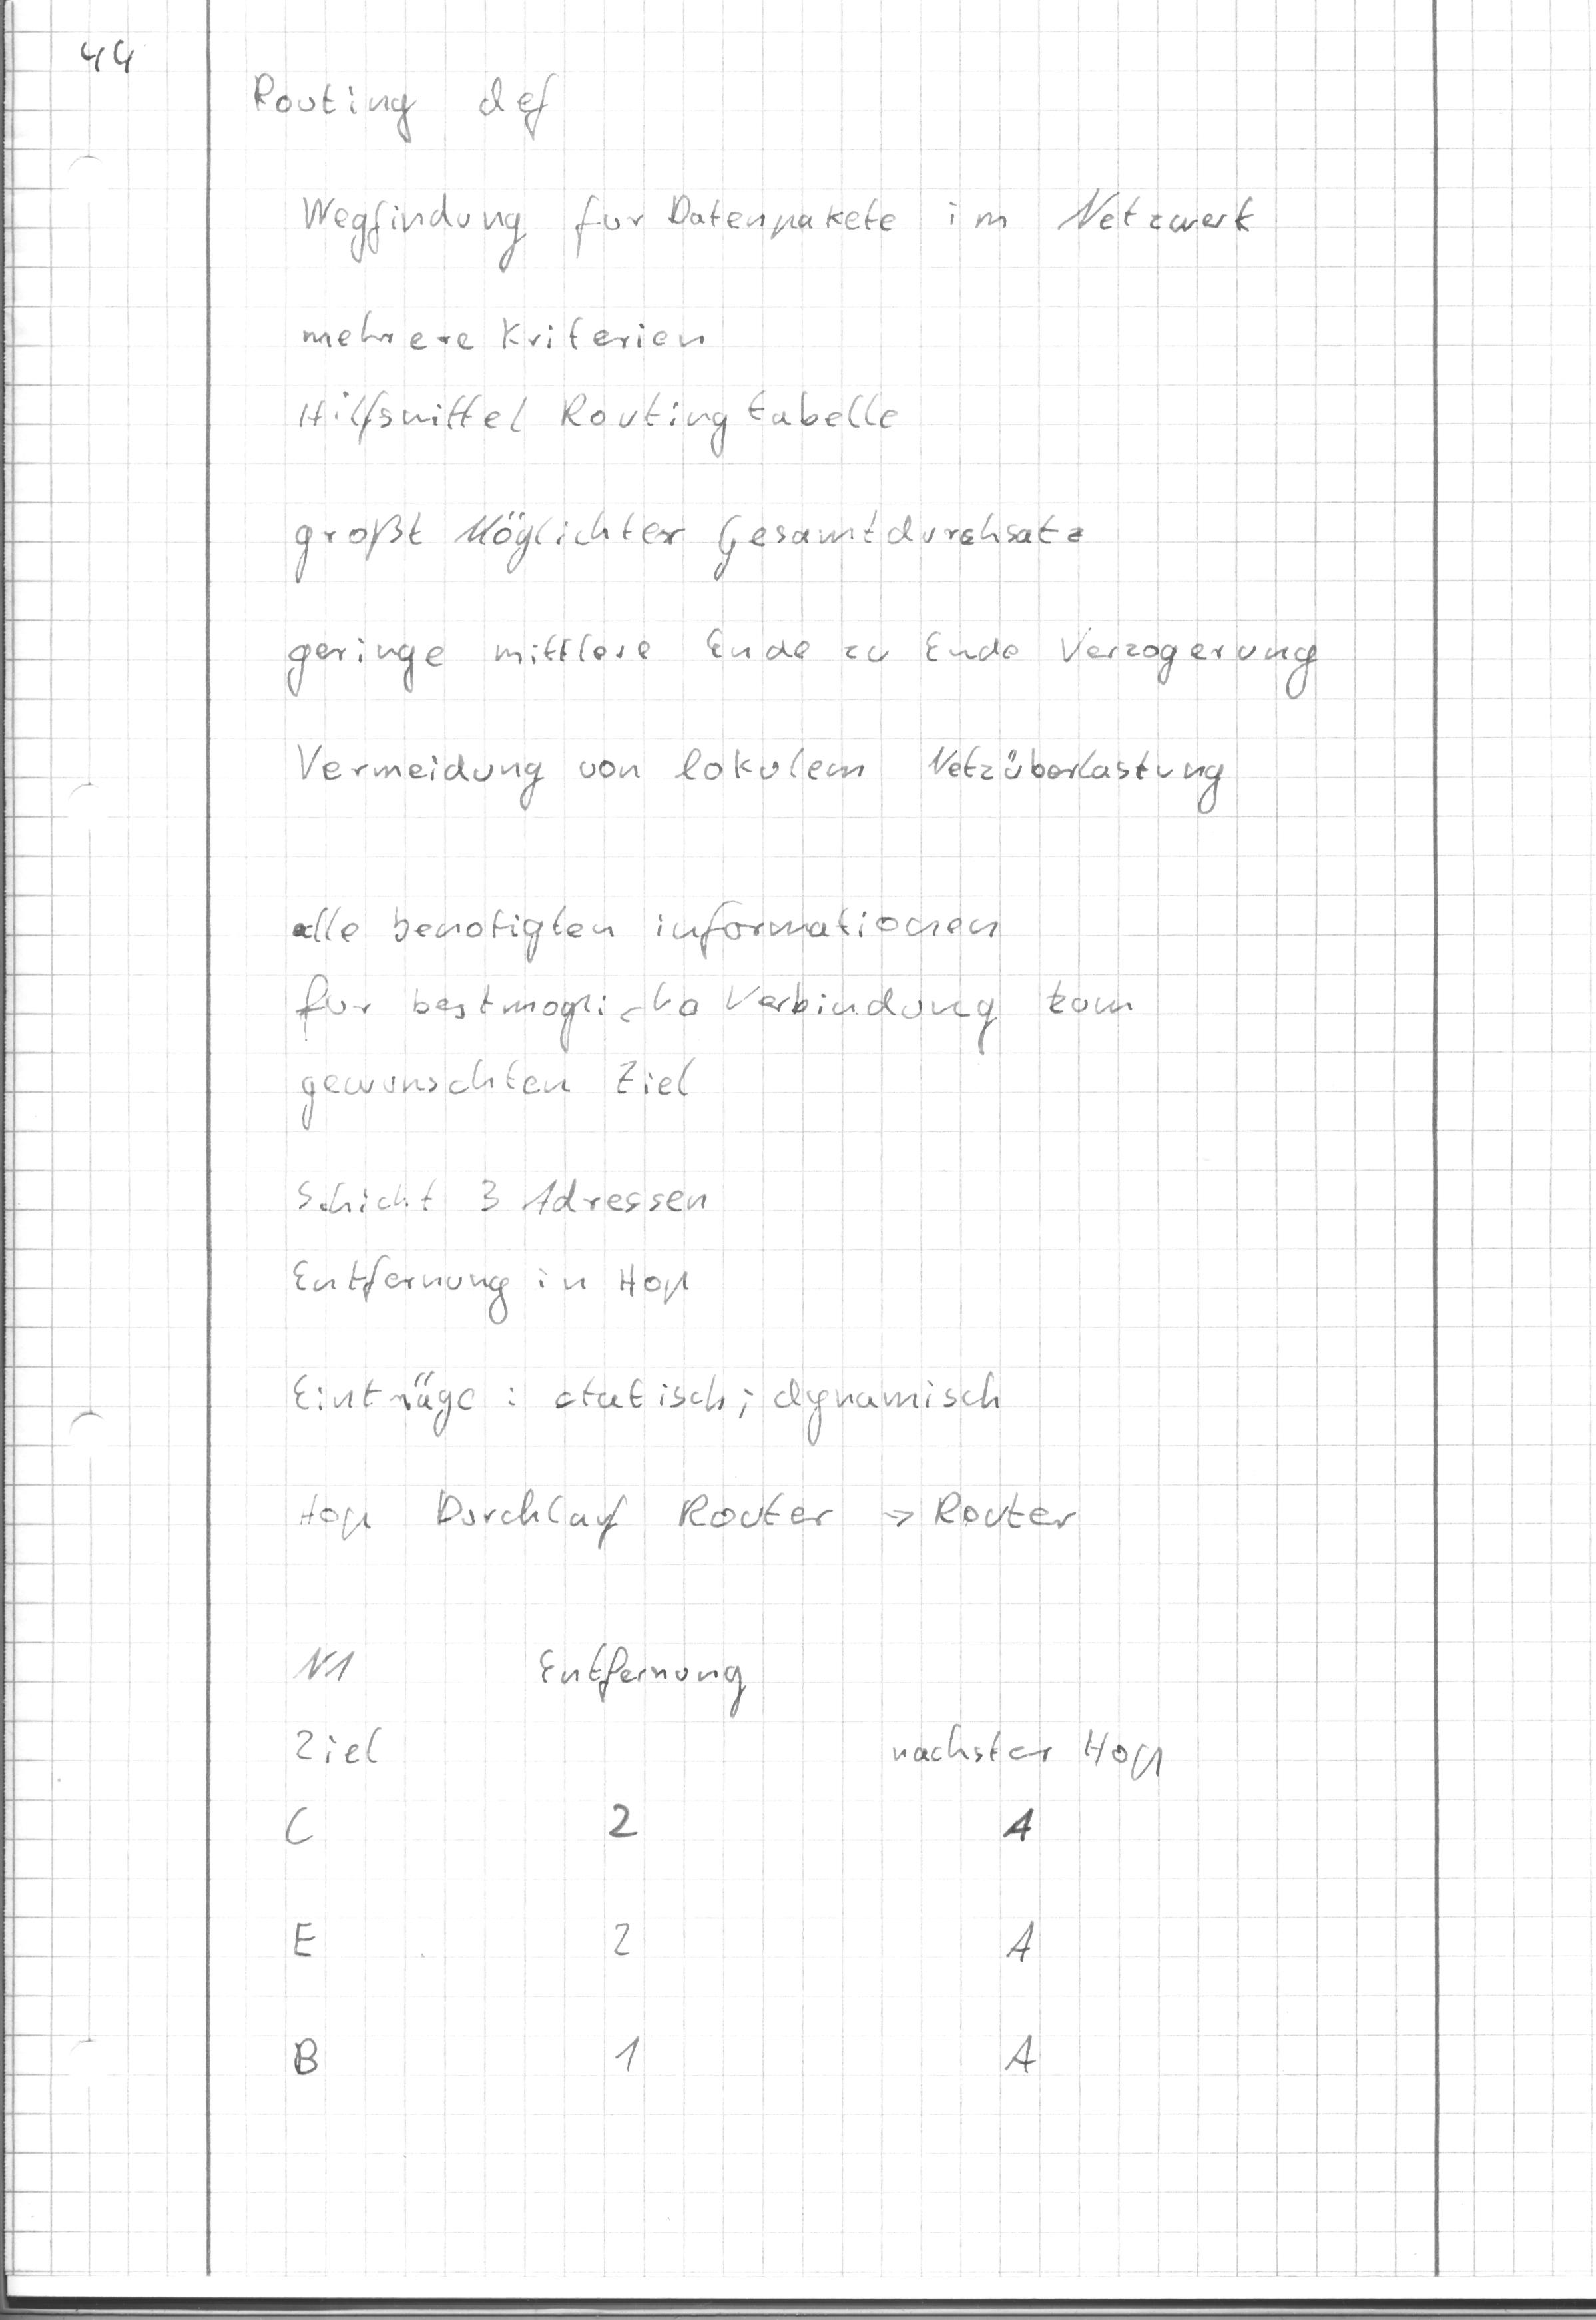 44
Routing def
Wegfindung fur Datenpakete im Netzwerk
mehrere Kriterien
Hilfsmittel Routingtabelle
großt Möglichter Gesamtdurchsatz
geringe mittlere Ende zu Ende Verzogerung
Vermeidung von lokalem Netzüberlastung
alle benotigten informationen
fur bestmogliche Verbindung zum
gewunschten Ziel
Schicht 3 Adressen
Entfernung in Hop
Einträge : statisch; dynamisch
Hop Durchlauf Router → Router
N1 Entfernung
Ziel nachster Hop
C 2 A
E 2 A
B 1 A